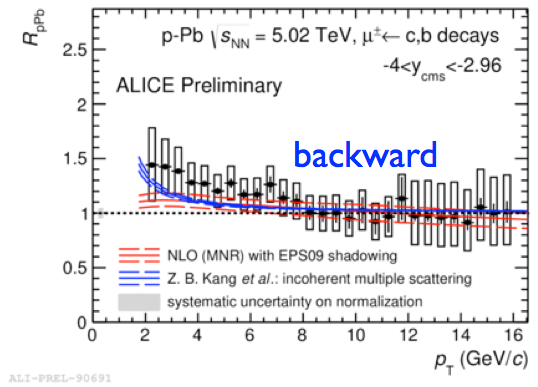 R_pPb
p-Pb √s_NN = 5.02 TeV, μ±← c,b decays
-4<y_cms<-2.96
ALICE Preliminary
backward
2.5
2
1.5
1
0.5
0
NLO (MNR) with EPS09 shadowing
Z. B. Kang et al.: incoherent multiple scattering
systematic uncertainty on normalization
0 2 4 6 8 10 12 14 16
p_T (GeV/c)
ALI-PREL-90691